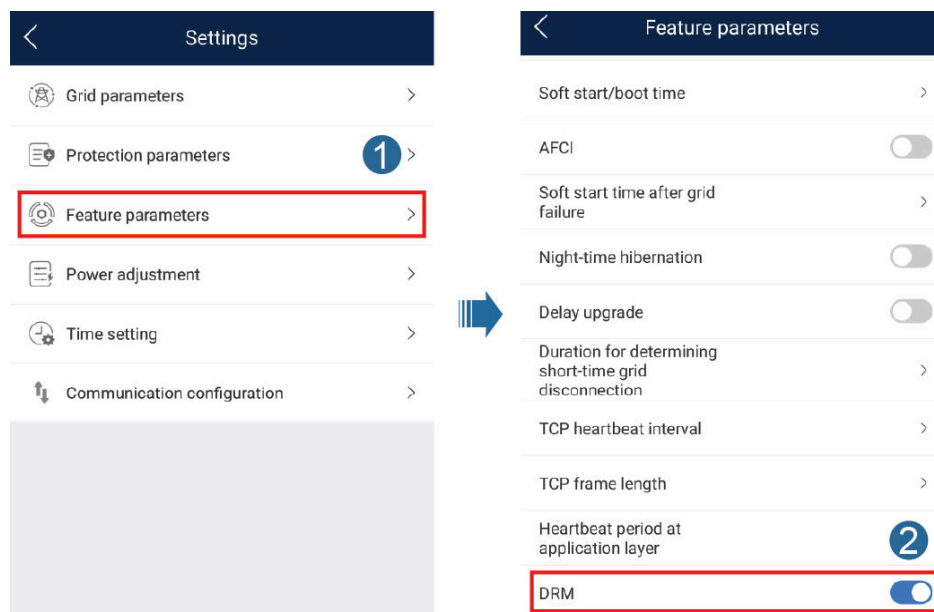 Settings
Grid parameters
Protection parameters
1
Feature parameters
Power adjustment
Time setting
Communication configuration
Feature parameters
Soft start/boot time
AFCI
Soft start time after grid
failure
Night-time hibernation
Delay upgrade
Duration for determining
short-time grid
disconnection
TCP heartbeat interval
TCP frame length
Heartbeat period at
application layer
2
DRM